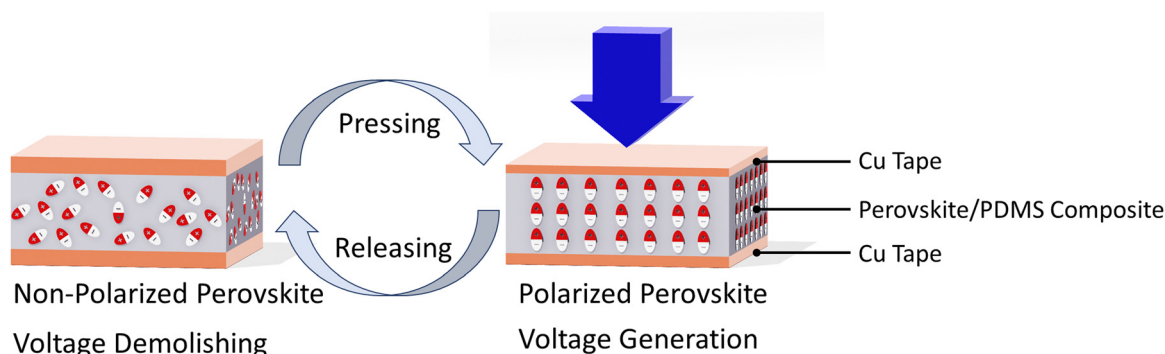 Pressing
Releasing
Cu Tape
Perovskite/PDMS Composite
Cu Tape
Non-Polarized Perovskite
Voltage Demolishing
Polarized Perovskite
Voltage Generation